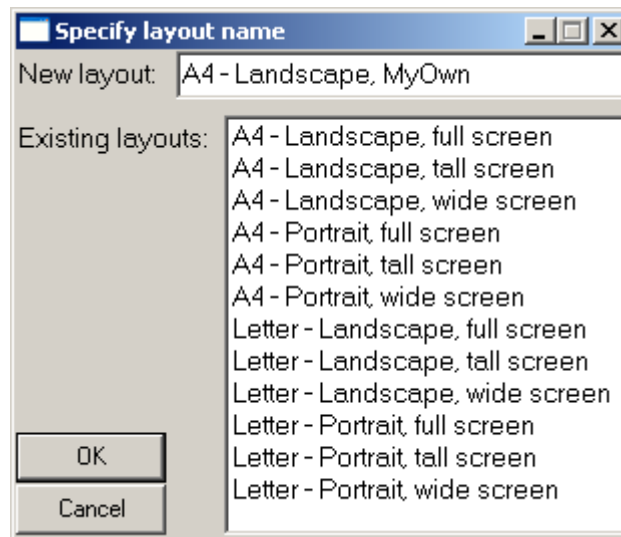 Specify layout name
New layout: A4 - Landscape, MyOwn
Existing layouts:
A4 - Landscape, full screen
A4 - Landscape, tall screen
A4 - Landscape, wide screen
A4 - Portrait, full screen
A4 - Portrait, tall screen
A4 - Portrait, wide screen
Letter - Landscape, full screen
Letter - Landscape, tall screen
Letter - Landscape, wide screen
Letter - Portrait, full screen
Letter - Portrait, tall screen
Letter - Portrait, wide screen
OK
Cancel